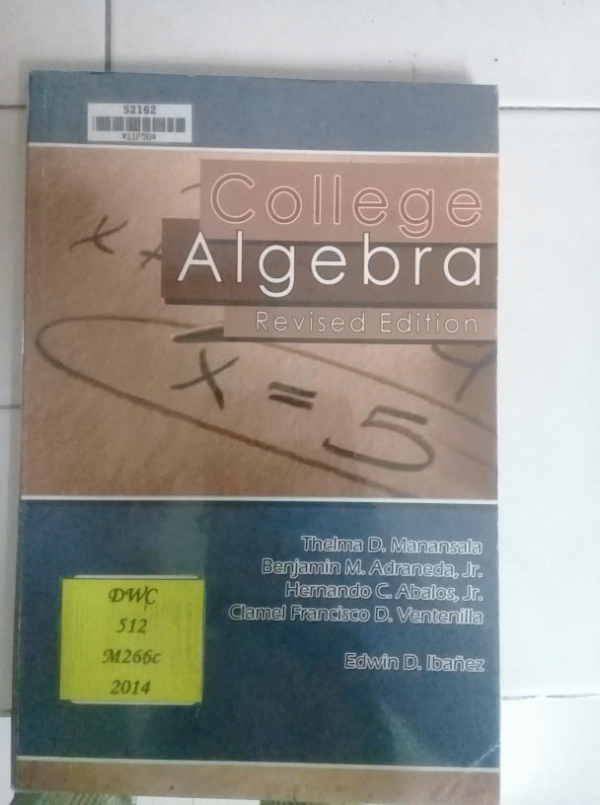 52162
*11F50*
College
Algebra
Revised Edition
x
x = 5
Thelma D. Manansala
Benjamin M. Adraneda, Jr.
Hernando C. Abalos, Jr.
Clamel Francisco D. Ventenilla
Edwin D. Ibañez
DWC
512
M266c
2014